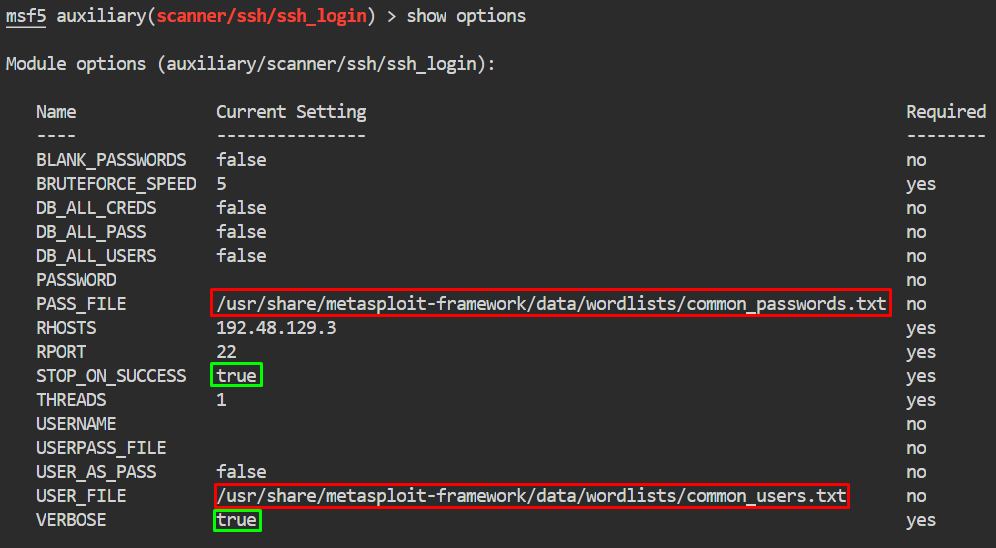 msf5 auxiliary(scanner/ssh/ssh_login) > show options
Module options (auxiliary/scanner/ssh/ssh_login):
Name Current Setting Required
---- --------------- --------
BLANK_PASSWORDS false no
BRUTEFORCE_SPEED 5 yes
DB_ALL_CREDS false no
DB_ALL_PASS false no
DB_ALL_USERS false no
PASSWORD no
PASS_FILE /usr/share/metasploit-framework/data/wordlists/common_passwords.txt no
RHOSTS 192.48.129.3 yes
RPORT 22 yes
STOP_ON_SUCCESS true yes
THREADS 1 yes
USERNAME no
USERPASS_FILE no
USER_AS_PASS false no
USER_FILE /usr/share/metasploit-framework/data/wordlists/common_users.txt no
VERBOSE true yes